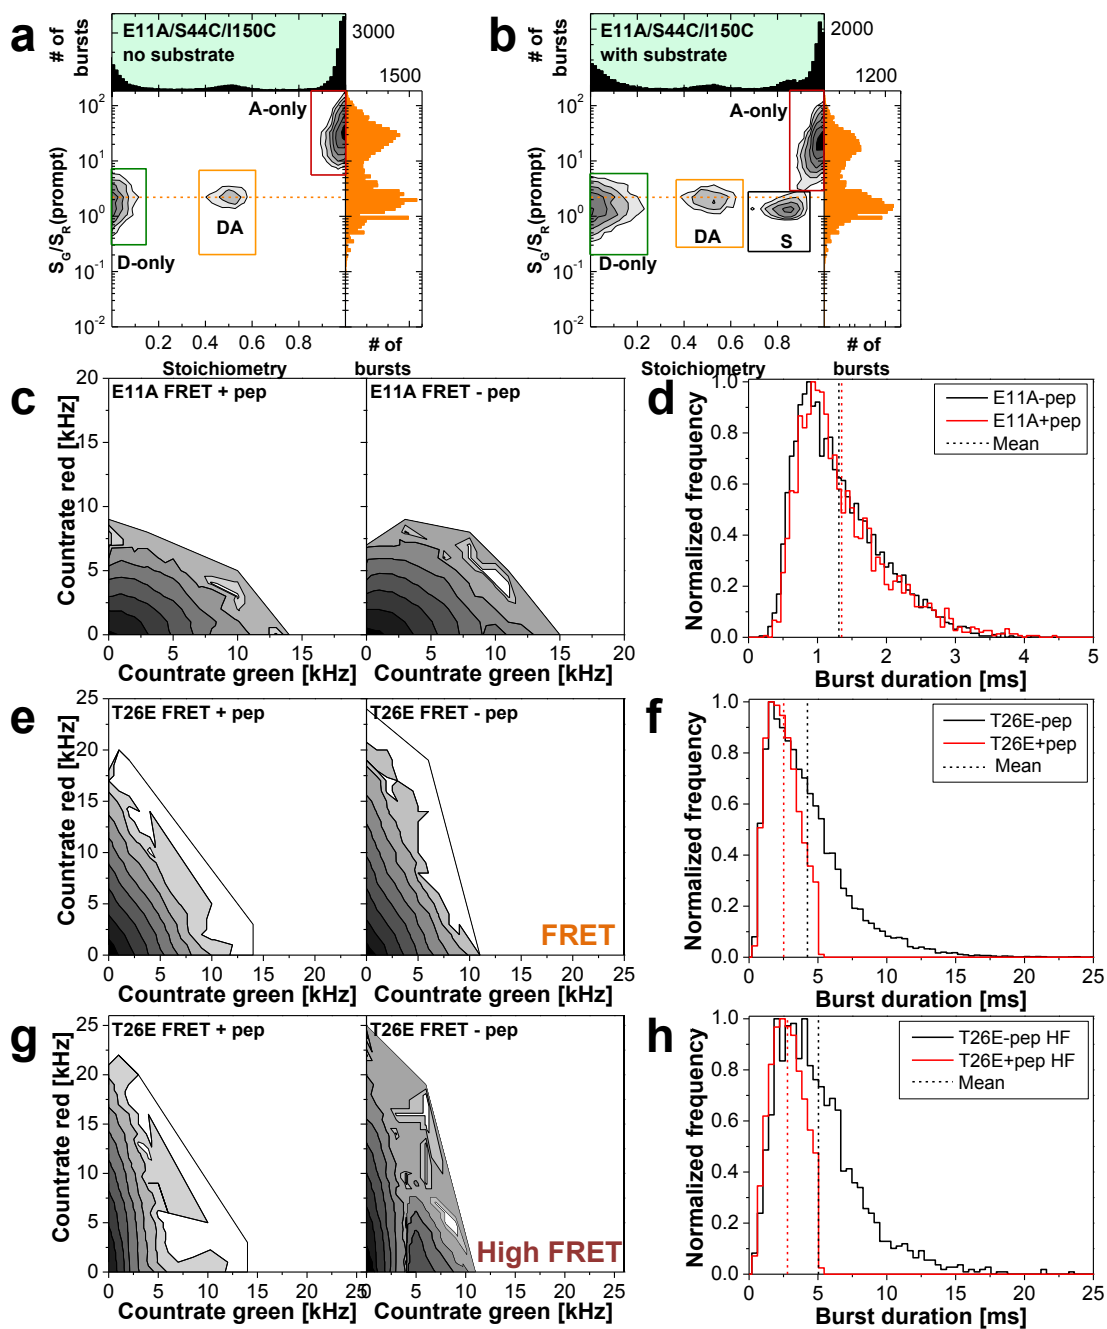 a
# of
bursts
E11A/S44C/I150C
no substrate
3000
1500
10²
10¹
10⁰
10⁻¹
10⁻²
S_G/S_R(prompt)
A-only
DA
D-only
0.2 0.4 0.6 0.8
Stoichiometry
# of
bursts
b
# of
bursts
E11A/S44C/I150C
with substrate
2000
1200
10²
10¹
10⁰
10⁻¹
10⁻²
S_G/S_R(prompt)
A-only
DA
S
D-only
0.2 0.4 0.6 0.8
Stoichiometry
# of
bursts
c
E11A FRET + pep
E11A FRET - pep
Countrate red [kHz]
20
15
10
5
0
0 5 10 15
0 5 10 15 20
Countrate green [kHz]
Countrate green [kHz]
d
Normalized frequency
1.0
0.8
0.6
0.4
0.2
0.0
E11A-pep
E11A+pep
Mean
0 1 2 3 4 5
Burst duration [ms]
e
T26E FRET + pep
T26E FRET - pep
Countrate red [kHz]
25
20
15
10
5
0
FRET
0 5 10 15 20
0 5 10 15 20 25
Countrate green [kHz]
Countrate green [kHz]
f
Normalized frequency
1.0
0.8
0.6
0.4
0.2
0.0
T26E-pep
T26E+pep
Mean
0 5 10 15 20 25
Burst duration [ms]
g
T26E FRET + pep
T26E FRET - pep
Countrate red [kHz]
25
20
15
10
5
0
High FRET
0 5 10 15 20 25
0 5 10 15 20 25
Countrate green [kHz]
Countrate green [kHz]
h
Normalized frequency
1.0
0.8
0.6
0.4
0.2
0.0
T26E-pep HF
T26E+pep HF
Mean
0 5 10 15 20 25
Burst duration [ms]